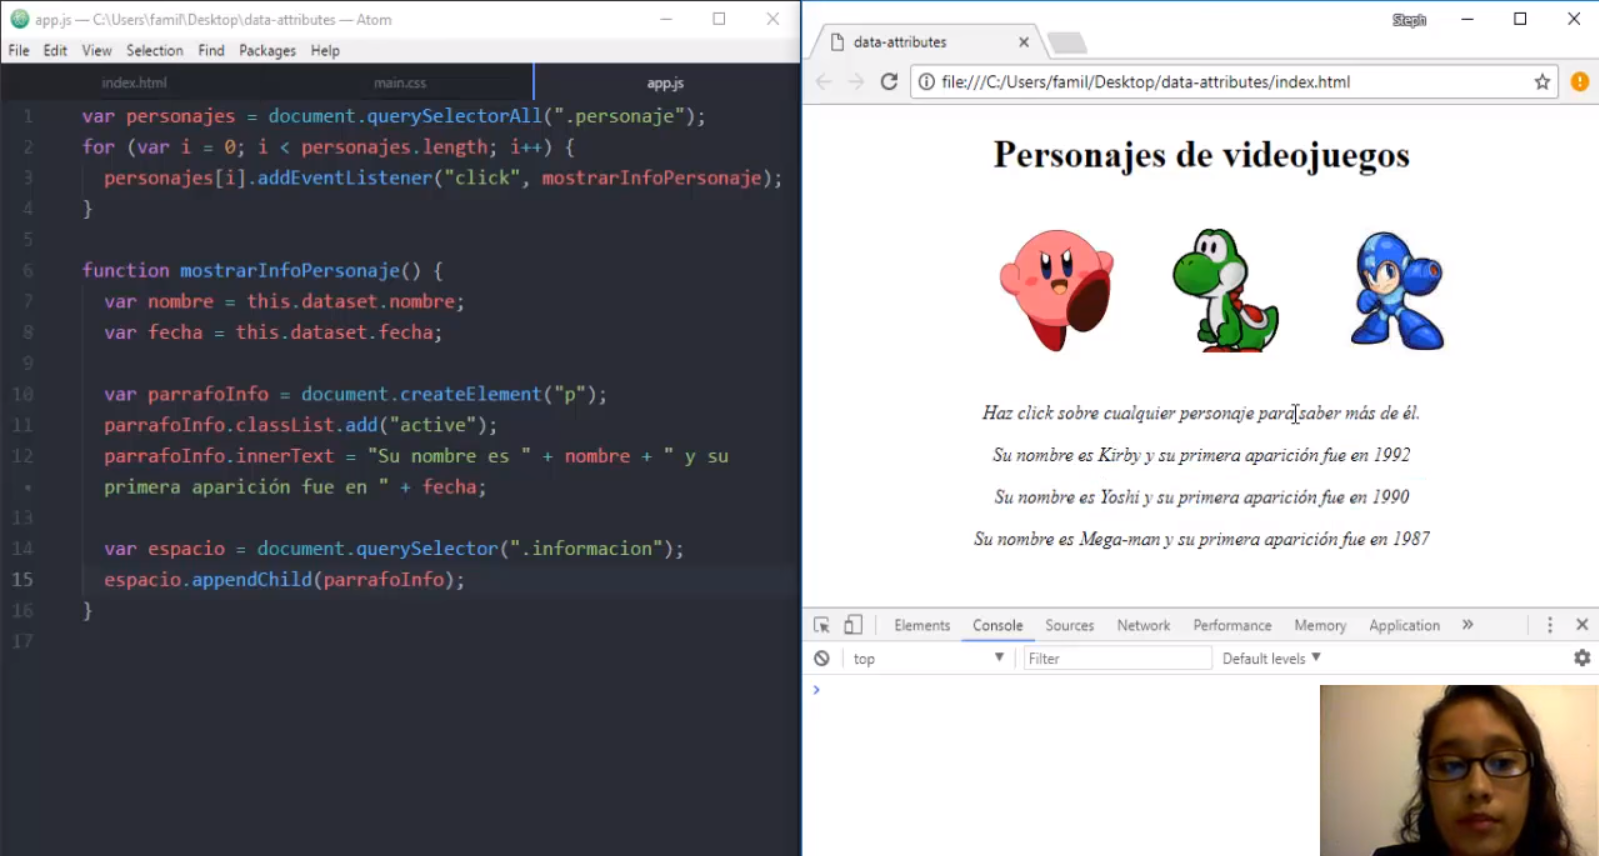 app.js — C:\Users\famil\Desktop\data-attributes — Atom
File Edit View Selection Find Packages Help
index.html main.css app.js
1 var personajes = document.querySelectorAll(".personaje");
2 for (var i = 0; i < personajes.length; i++) {
3 personajes[i].addEventListener("click", mostrarInfoPersonaje);
4 }
5
6 function mostrarInfoPersonaje() {
7 var nombre = this.dataset.nombre;
8 var fecha = this.dataset.fecha;
9
10 var parrafoInfo = document.createElement("p");
11 parrafoInfo.classList.add("active");
12 parrafoInfo.innerText = "Su nombre es " + nombre + " y su
• primera aparición fue en " + fecha;
13
14 var espacio = document.querySelector(".informacion");
15 espacio.appendChild(parrafoInfo);
16 }
17
Steph
data-attributes
file:///C:/Users/famil/Desktop/data-attributes/index.html
Personajes de videojuegos
Haz click sobre cualquier personaje para saber más de él.
Su nombre es Kirby y su primera aparición fue en 1992
Su nombre es Yoshi y su primera aparición fue en 1990
Su nombre es Mega-man y su primera aparición fue en 1987
Elements Console Sources Network Performance Memory Application »
top Filter Default levels